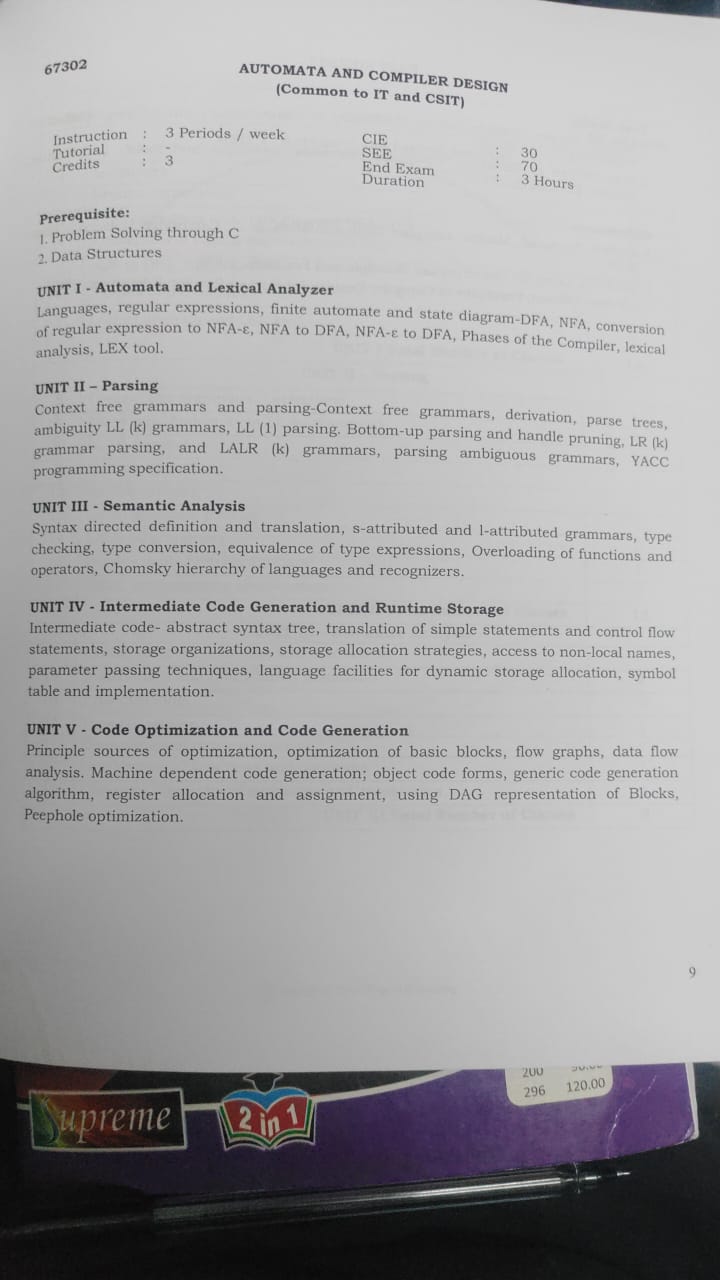 67302
AUTOMATA AND COMPILER DESIGN
(Common to IT and CSIT)
Instruction : 3 Periods / week
Tutorial : -
Credits : 3
CIE
SEE : 30
End Exam : 70
Duration : 3 Hours
Prerequisite:
1. Problem Solving through C
2. Data Structures
UNIT I - Automata and Lexical Analyzer
Languages, regular expressions, finite automate and state diagram-DFA, NFA, conversion
of regular expression to NFA-ε, NFA to DFA, NFA-ε to DFA, Phases of the Compiler, lexical
analysis, LEX tool.
UNIT II – Parsing
Context free grammars and parsing-Context free grammars, derivation, parse trees,
ambiguity LL (k) grammars, LL (1) parsing. Bottom-up parsing and handle pruning, LR (k)
grammar parsing, and LALR (k) grammars, parsing ambiguous grammars, YACC
programming specification.
UNIT III - Semantic Analysis
Syntax directed definition and translation, s-attributed and l-attributed grammars, type
checking, type conversion, equivalence of type expressions, Overloading of functions and
operators, Chomsky hierarchy of languages and recognizers.
UNIT IV - Intermediate Code Generation and Runtime Storage
Intermediate code- abstract syntax tree, translation of simple statements and control flow
statements, storage organizations, storage allocation strategies, access to non-local names,
parameter passing techniques, language facilities for dynamic storage allocation, symbol
table and implementation.
UNIT V - Code Optimization and Code Generation
Principle sources of optimization, optimization of basic blocks, flow graphs, data flow
analysis. Machine dependent code generation; object code forms, generic code generation
algorithm, register allocation and assignment, using DAG representation of Blocks,
Peephole optimization.
9
200
296 120.00
Supreme
2 in 1